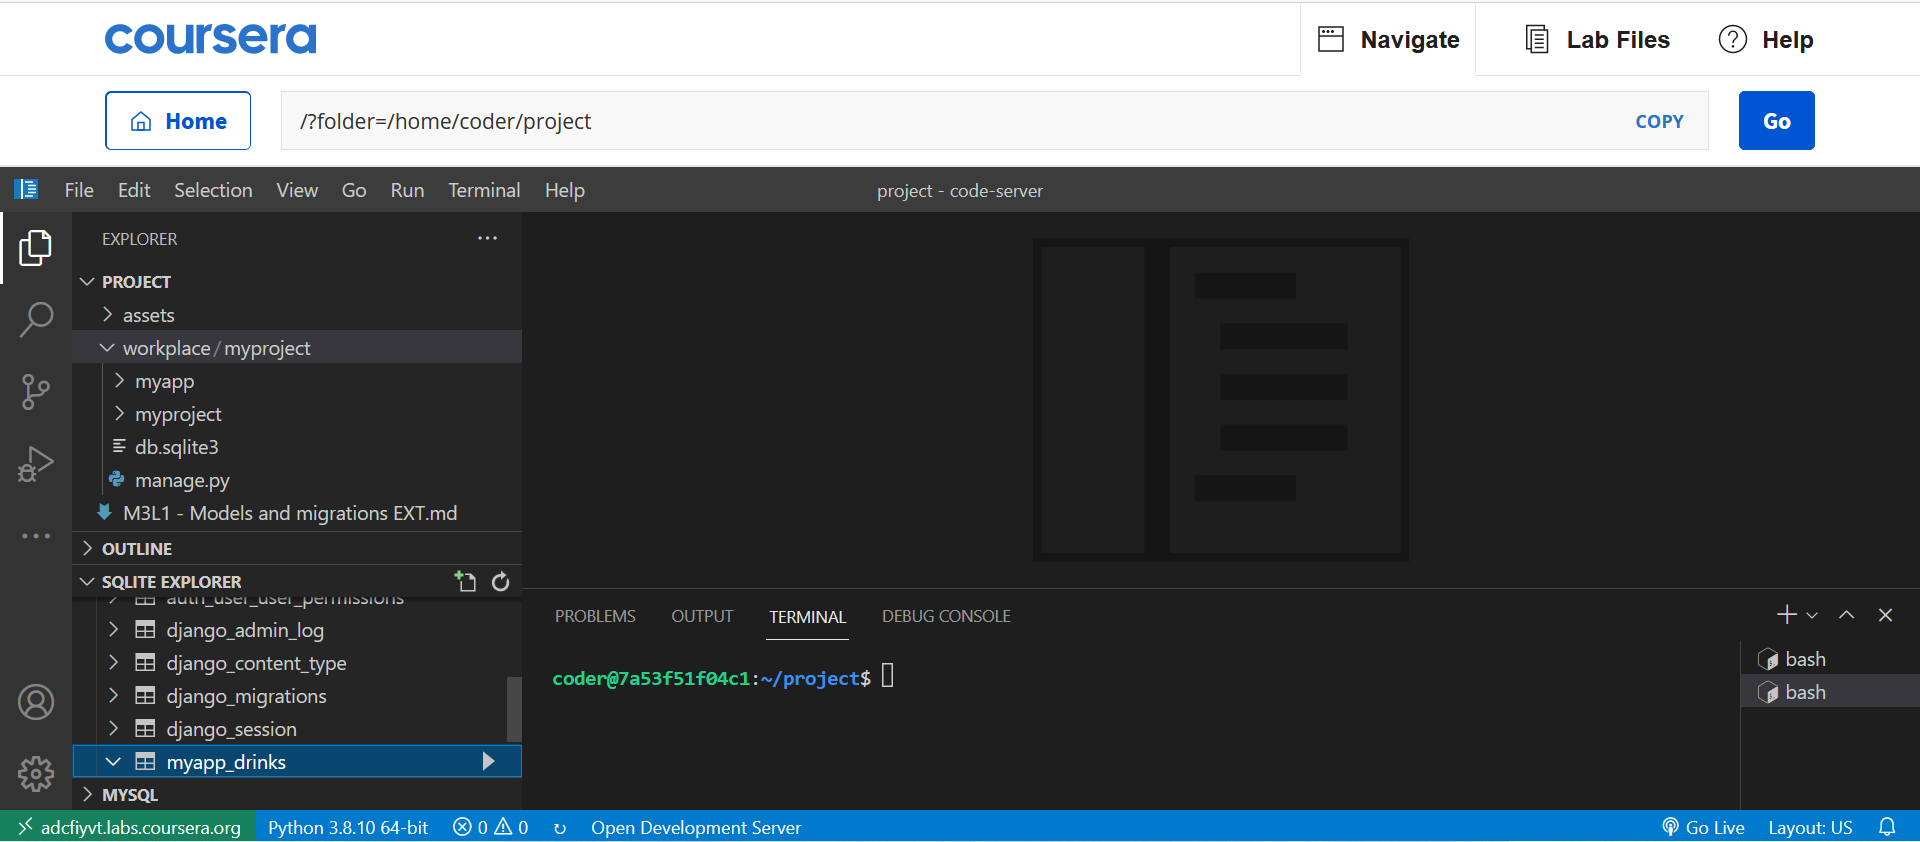 coursera
Navigate
Lab Files
Help
Home
/?folder=/home/coder/project
COPY
Go
File Edit Selection View Go Run Terminal Help
project - code-server
EXPLORER
PROJECT
assets
workplace / myproject
myapp
myproject
db.sqlite3
manage.py
M3L1 - Models and migrations EXT.md
OUTLINE
SQLITE EXPLORER
auth_user_user_permissions
django_admin_log
django_content_type
django_migrations
django_session
myapp_drinks
MYSQL
PROBLEMS OUTPUT TERMINAL DEBUG CONSOLE
coder@7a53f51f04c1:~/project$
bash
bash
adcfiyvt.labs.coursera.org Python 3.8.10 64-bit 0 0 Open Development Server Go Live Layout: US